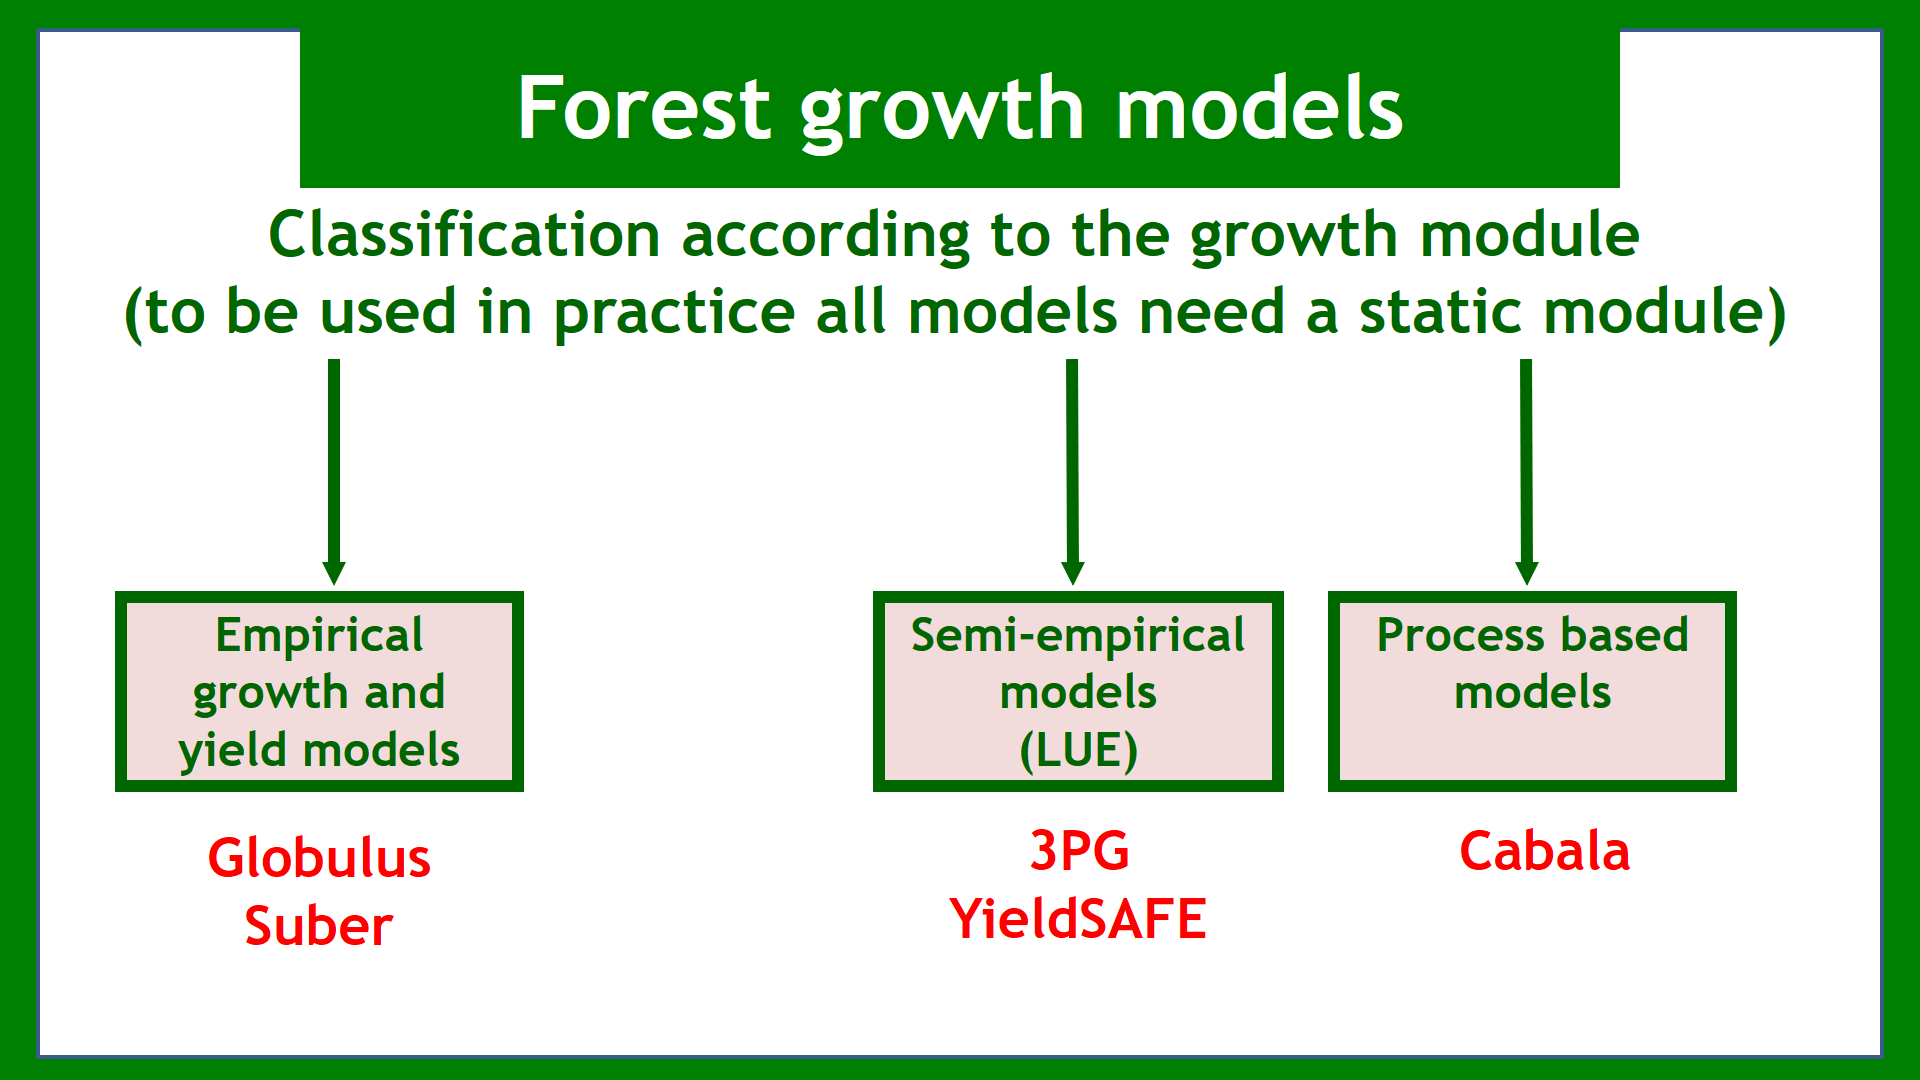 Forest growth models
Classification according to the growth module
(to be used in practice all models need a static module)
Empirical
growth and
yield models
Globulus
Suber
Semi-empirical
models
(LUE)
3PG
YieldSAFE
Process based
models
Cabala